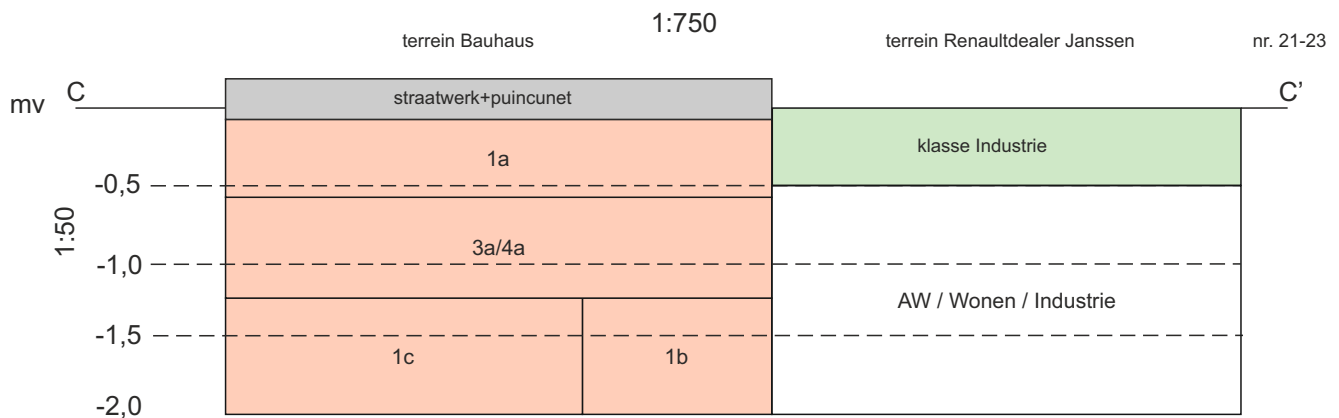 1:750
terrein Bauhaus terrein Renaultdealer Janssen nr. 21-23
mv C C’
straatwerk+puincunet
klasse Industrie
1a
-0,5
1:50
3a/4a
-1,0
AW / Wonen / Industrie
-1,5
1c 1b
-2,0